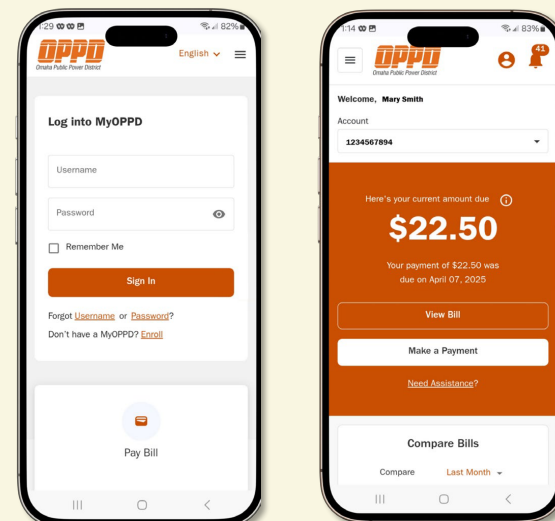 1:29
82%
OPPD
Omaha Public Power District
English
Log into MyOPPD
Username
Password
Remember Me
Sign In
Forgot Username or Password?
Don't have a MyOPPD? Enroll
Pay Bill
1:14
83%
OPPD
Omaha Public Power District
41
Welcome, Mary Smith
Account
1234567894
Here's your current amount due
$22.50
Your payment of $22.50 was
due on April 07, 2025
View Bill
Make a Payment
Need Assistance?
Compare Bills
Compare Last Month